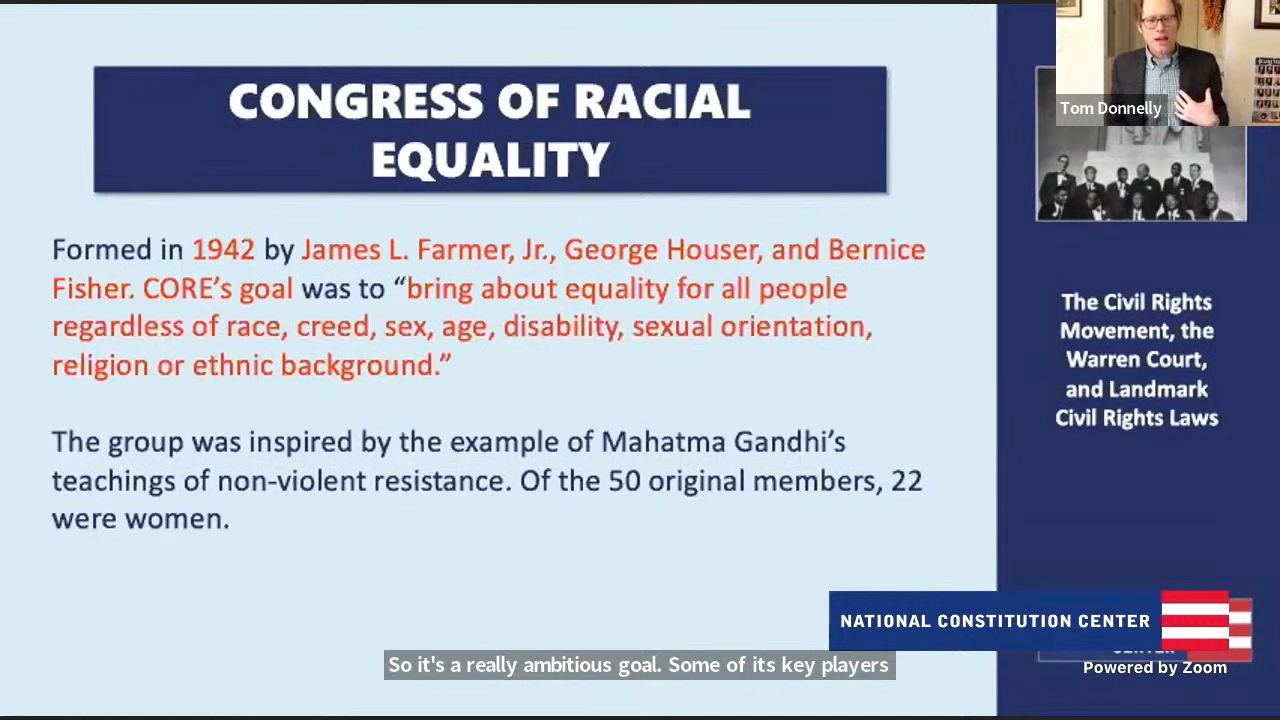 CONGRESS OF RACIAL
EQUALITY
Formed in 1942 by James L. Farmer, Jr., George Houser, and Bernice
Fisher. CORE’s goal was to “bring about equality for all people
regardless of race, creed, sex, age, disability, sexual orientation,
religion or ethnic background.”
The group was inspired by the example of Mahatma Gandhi’s
teachings of non-violent resistance. Of the 50 original members, 22
were women.
Tom Donnelly
The Civil Rights
Movement, the
Warren Court,
and Landmark
Civil Rights Laws
NATIONAL CONSTITUTION CENTER
So it's a really ambitious goal. Some of its key players
Powered by Zoom